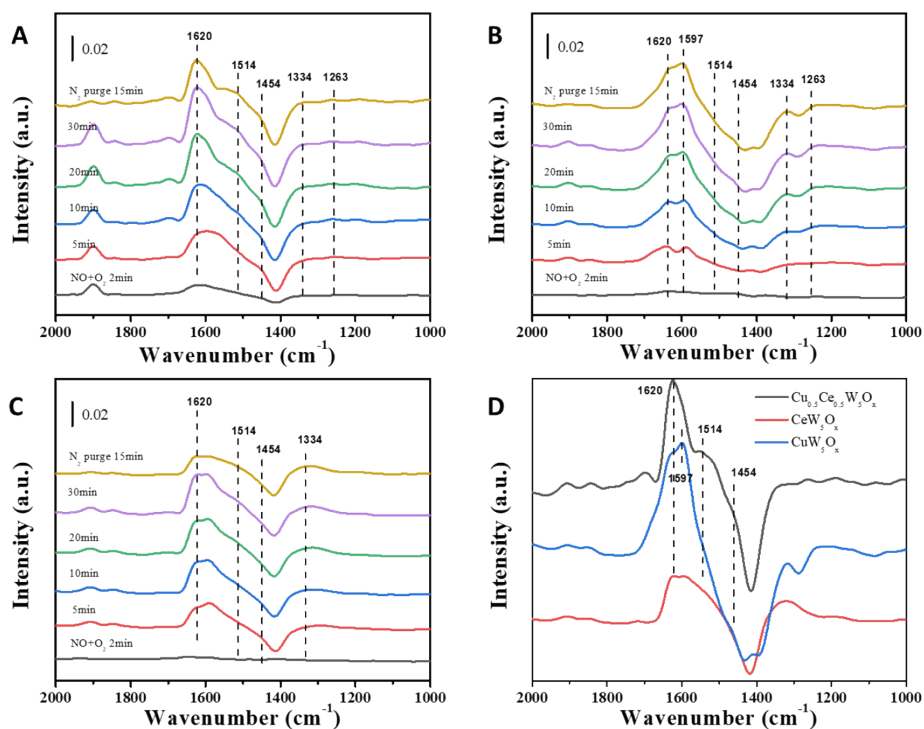 A
0.02
1620
1514
1454
1334
1263
N₂ purge 15min
30min
20min
10min
5min
NO+O₂ 2min
Intensity (a.u.)
2000 1800 1600 1400 1200 1000
Wavenumber (cm⁻¹)
B
0.02
1620
1597
1514
1454
1334
1263
N₂ purge 15min
30min
20min
10min
5min
NO+O₂ 2min
Intensity (a.u.)
2000 1800 1600 1400 1200 1000
Wavenumber (cm⁻¹)
C
0.02
1620
1514
1454
1334
N₂ purge 15min
30min
20min
10min
5min
NO+O₂ 2min
Intensity (a.u.)
2000 1800 1600 1400 1200 1000
Wavenumber (cm⁻¹)
D
1620
1597
1514
1454
Cu₀.₅Ce₀.₅W₅Oₓ
CeW₅Oₓ
CuW₅Oₓ
Intensity (a.u.)
2000 1800 1600 1400 1200 1000
Wavenumber (cm⁻¹)